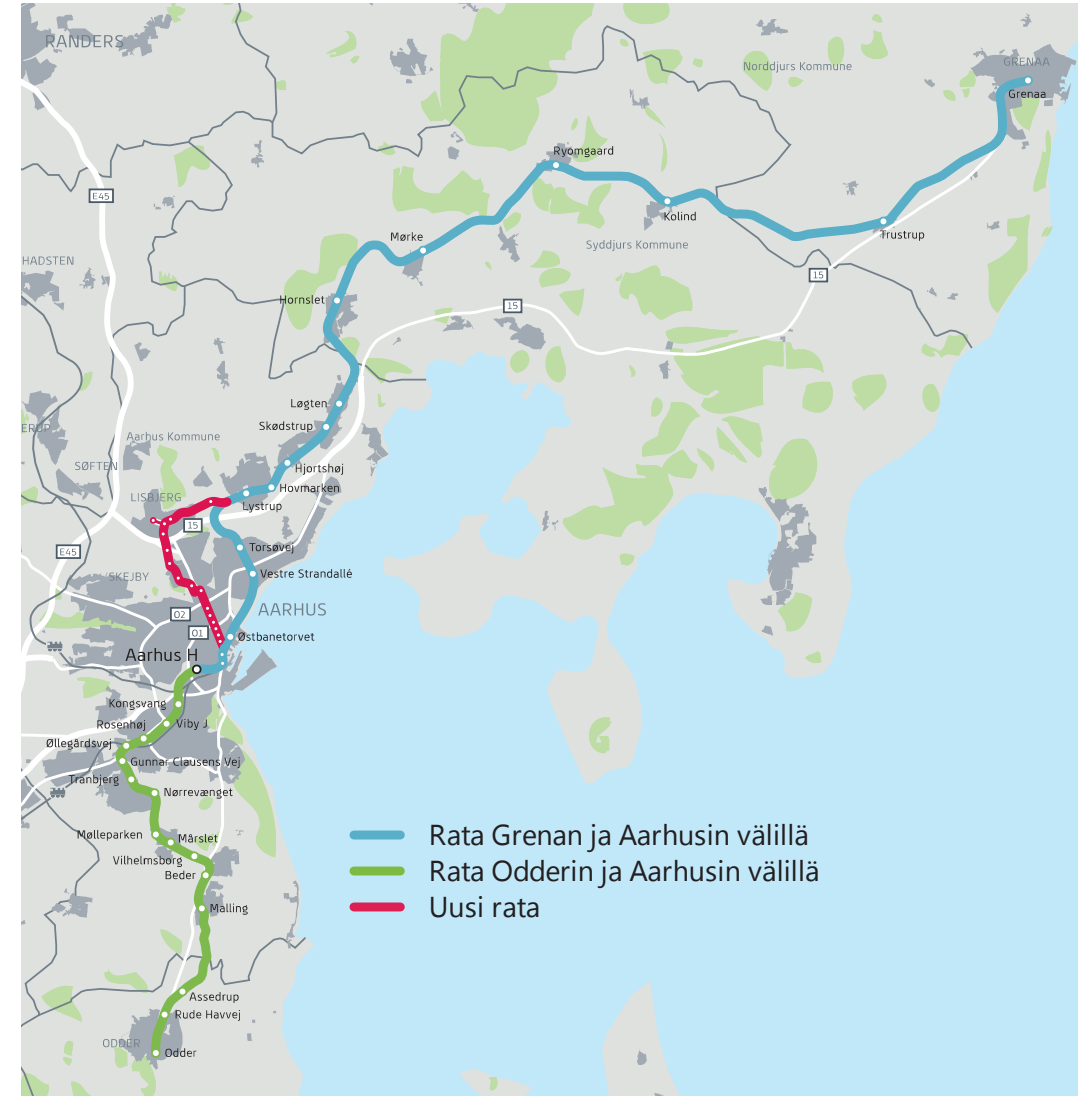 RANDERS
Norddjurs Kommune
GRENAA
Grenaa
Ryomgaard
E45
Kolind
Trustrup
Mørke
Syddjurs Kommune
HADSTEN
15
Hornslet
15
Løgten
Skødstrup
ERUP
Aarhus Kommune
SØFTEN
Hjortshøj
Hovmarken
LISBJERG
Lystrup
15
E45
Torsøvej
SKEJBY
Vestre Strandallé
AARHUS
O2
O1
Østbanetorvet
Aarhus H
Kongsvang
Rosenhøj
Viby J
Øllegårdsvej
Gunnar Clausens Vej
Tranbjerg
Nørrevænget
Mølleparken
Mårslet
Vilhelmsborg
Beder
Malling
Rata Grenan ja Aarhusin välillä
Rata Odderin ja Aarhusin välillä
Uusi rata
Assedrup
Rude Havvej
ODDER
Odder